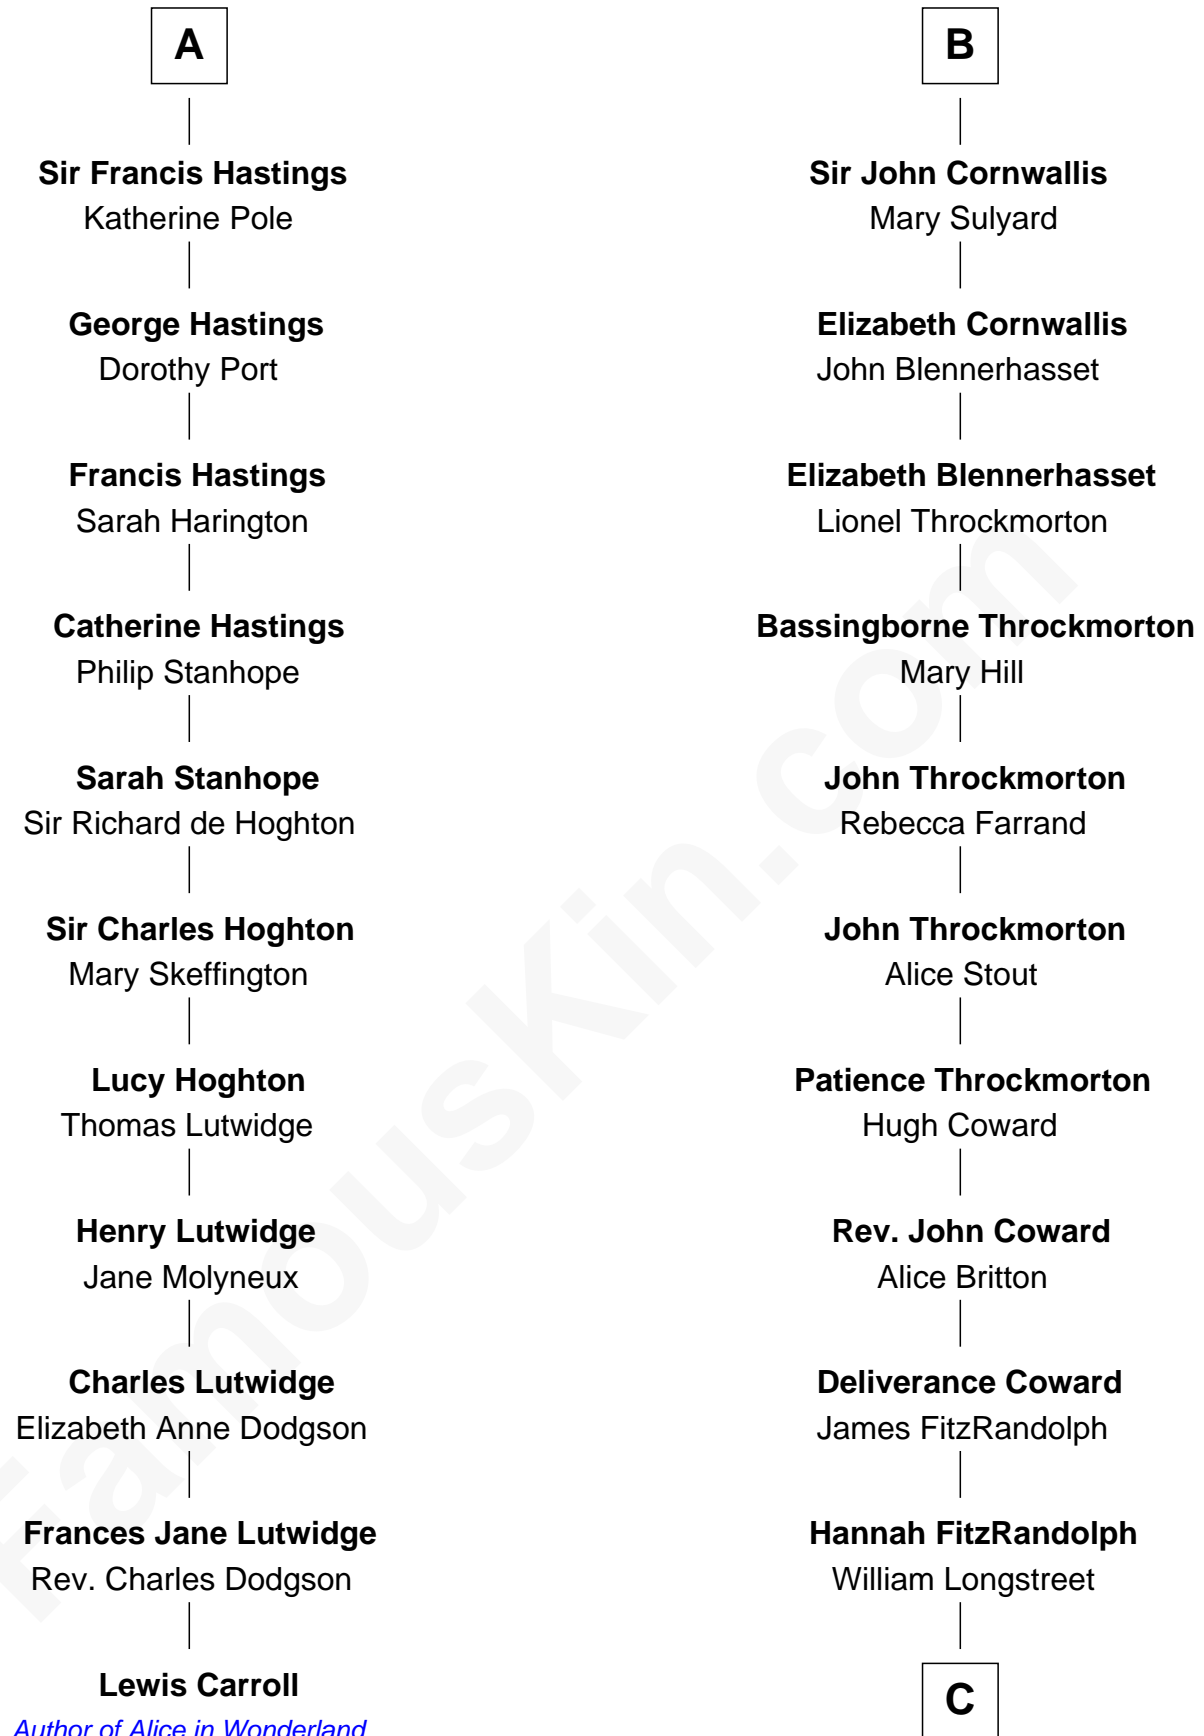 A
Sir Francis Hastings
Katherine Pole
George Hastings
Dorothy Port
Francis Hastings
Sarah Harington
Catherine Hastings
Philip Stanhope
Sarah Stanhope
Sir Richard de Hoghton
Sir Charles Hoghton
Mary Skeffington
Lucy Hoghton
Thomas Lutwidge
Henry Lutwidge
Jane Molyneux
Charles Lutwidge
Elizabeth Anne Dodgson
Frances Jane Lutwidge
Rev. Charles Dodgson
Lewis Carroll
Author of Alice in Wonderland
B
Sir John Cornwallis
Mary Sulyard
Elizabeth Cornwallis
John Blennerhasset
Elizabeth Blennerhasset
Lionel Throckmorton
Bassingborne Throckmorton
Mary Hill
John Throckmorton
Rebecca Farrand
John Throckmorton
Alice Stout
Patience Throckmorton
Hugh Coward
Rev. John Coward
Alice Britton
Deliverance Coward
James FitzRandolph
Hannah FitzRandolph
William Longstreet
C
FamousKin.com